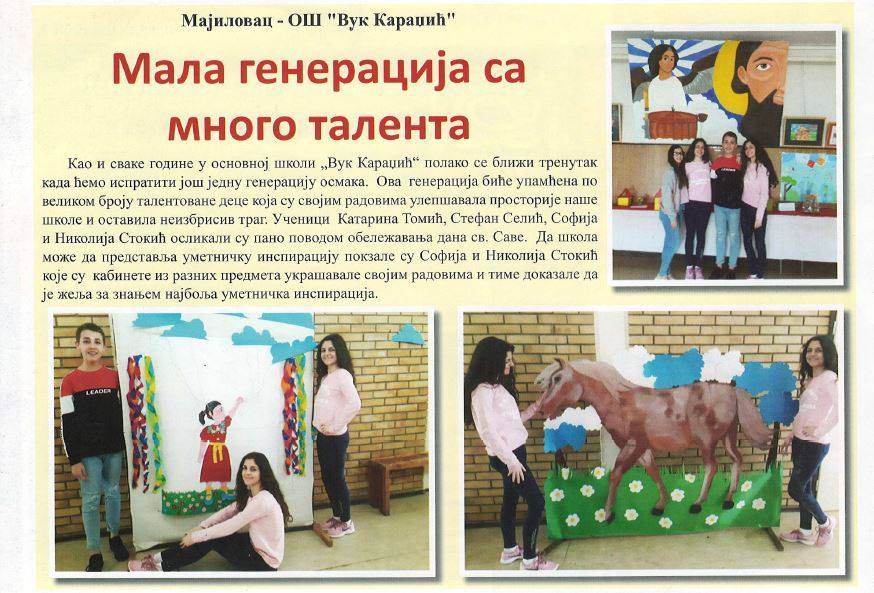 Мајиловац - ОШ "Вук Караџић"
Мала генерација са
много талента
Као и сваке године у основној школи „Вук Караџић“ полако се ближи тренутак
када ћемо испратити још једну генерацију осмака. Ова генерација биће упамћена по
великом броју талентоване деце која су својим радовима улепшавала просторије наше
школе и оставила неизбрисив траг. Ученици Катарина Томић, Стефан Селић, Софија
и Николија Стокић осликали су пано поводом обележавања дана св. Саве. Да школа
може да представља уметничку инспирацију покзале су Софија и Николија Стокић
које су кабинете из разних предмета украшавале својим радовима и тиме доказале да
је жеља за знањем најбоља уметничка инспирација.
LEADER